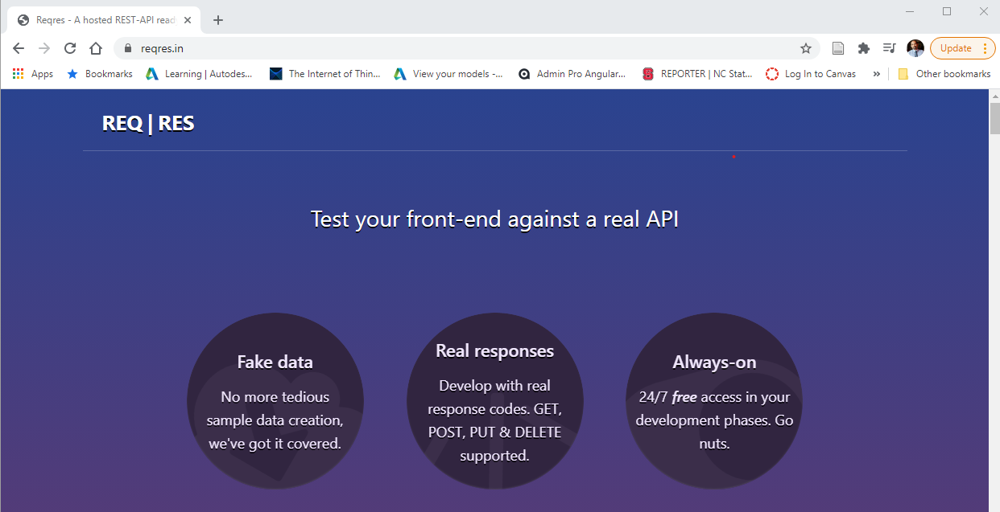 Reqres - A hosted REST-API read
reqres.in
Update
Apps
Bookmarks
Learning | Autodes...
The Internet of Thin...
View your models -...
Admin Pro Angular...
REPORTER | NC Stat...
Log In to Canvas
»
Other bookmarks
REQ | RES
Test your front-end against a real API
Fake data
No more tedious
sample data creation,
we've got it covered.
Real responses
Develop with real
response codes. GET,
POST, PUT & DELETE
supported.
Always-on
24/7 free access in your
development phases. Go
nuts.